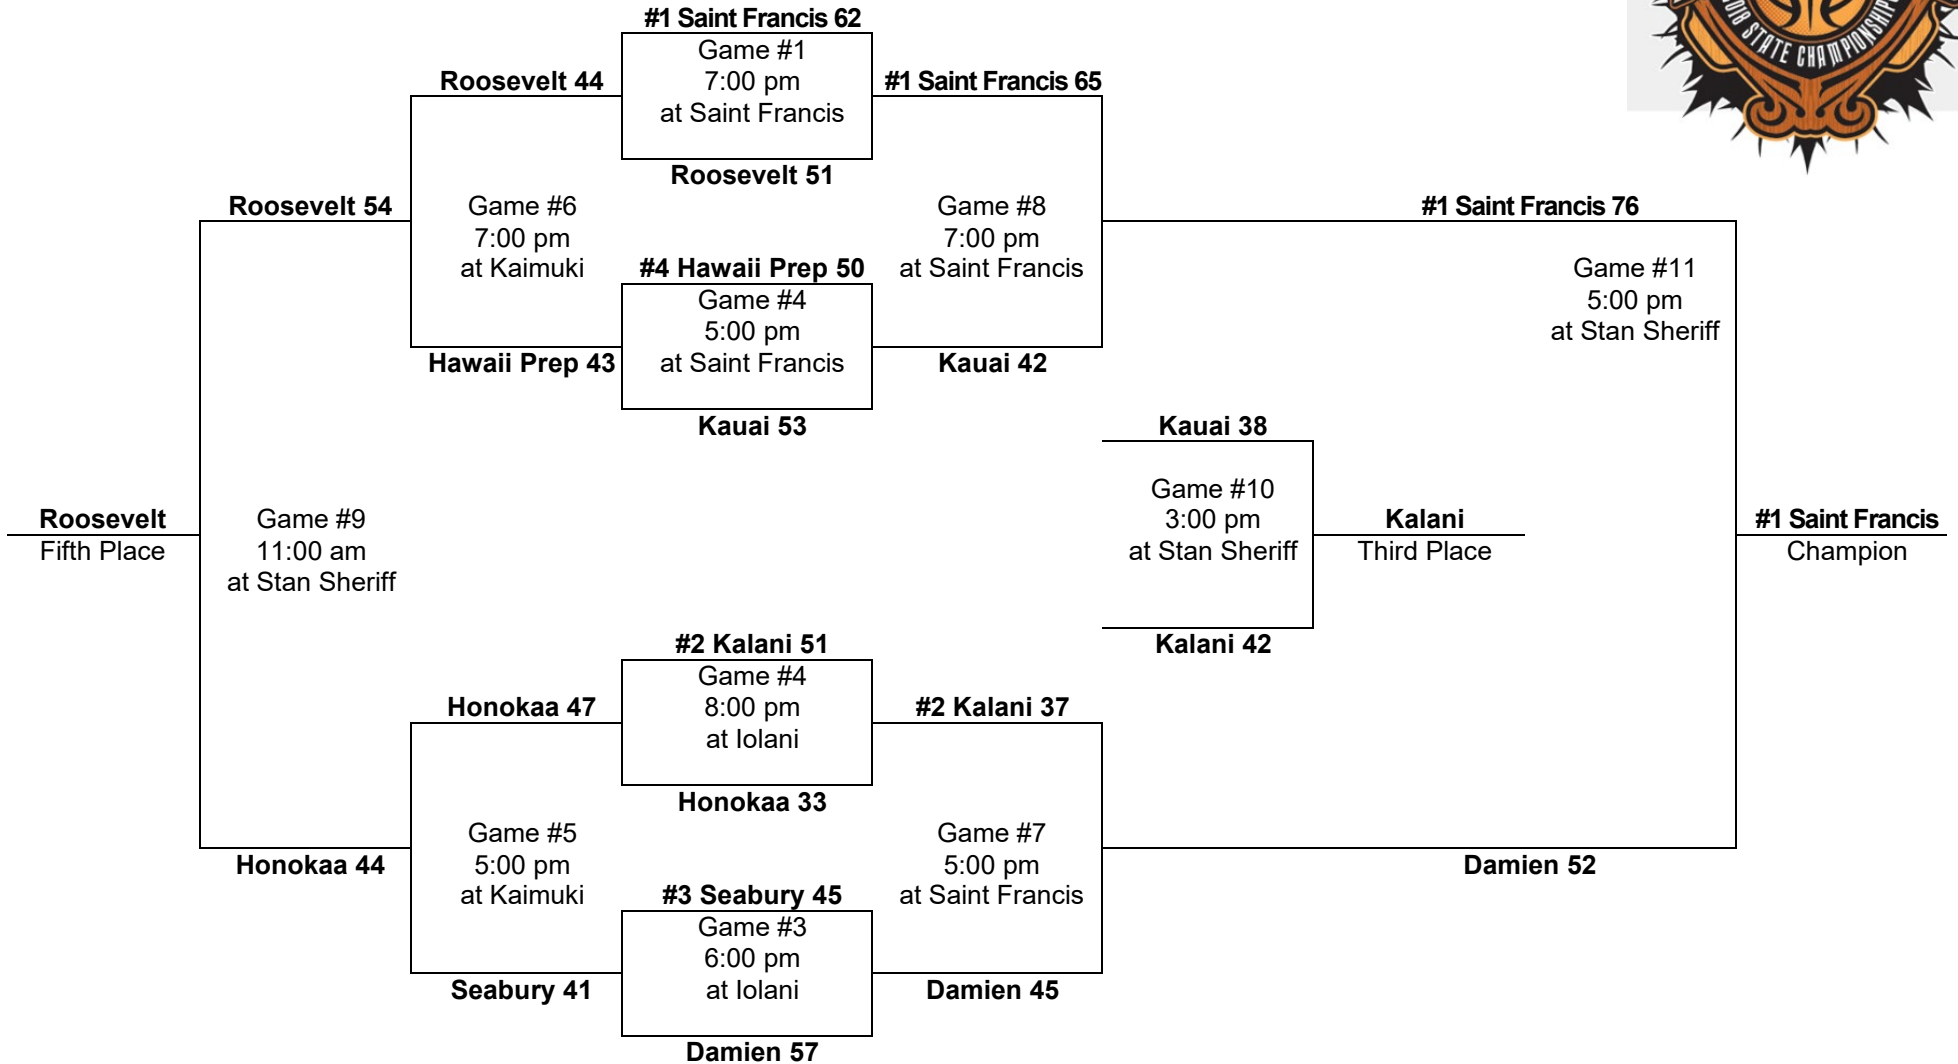 2018 STATE CHAMPIONSHIPS
#1 Saint Francis 62
Game #1
7:00 pm
at Saint Francis
Roosevelt 51
Roosevelt 44
#1 Saint Francis 65
Roosevelt 54
Game #6
7:00 pm
at Kaimuki
Game #8
7:00 pm
at Saint Francis
#1 Saint Francis 76
#4 Hawaii Prep 50
Game #4
5:00 pm
at Saint Francis
Kauai 53
Game #11
5:00 pm
at Stan Sheriff
Hawaii Prep 43
Kauai 42
Kauai 38
Game #10
3:00 pm
at Stan Sheriff
Kalani 42
Roosevelt
Fifth Place
Game #9
11:00 am
at Stan Sheriff
Kalani
Third Place
#1 Saint Francis
Champion
#2 Kalani 51
Game #4
8:00 pm
at Iolani
Honokaa 33
Honokaa 47
#2 Kalani 37
Honokaa 44
Game #5
5:00 pm
at Kaimuki
Game #7
5:00 pm
at Saint Francis
Damien 52
#3 Seabury 45
Game #3
6:00 pm
at Iolani
Damien 57
Seabury 41
Damien 45